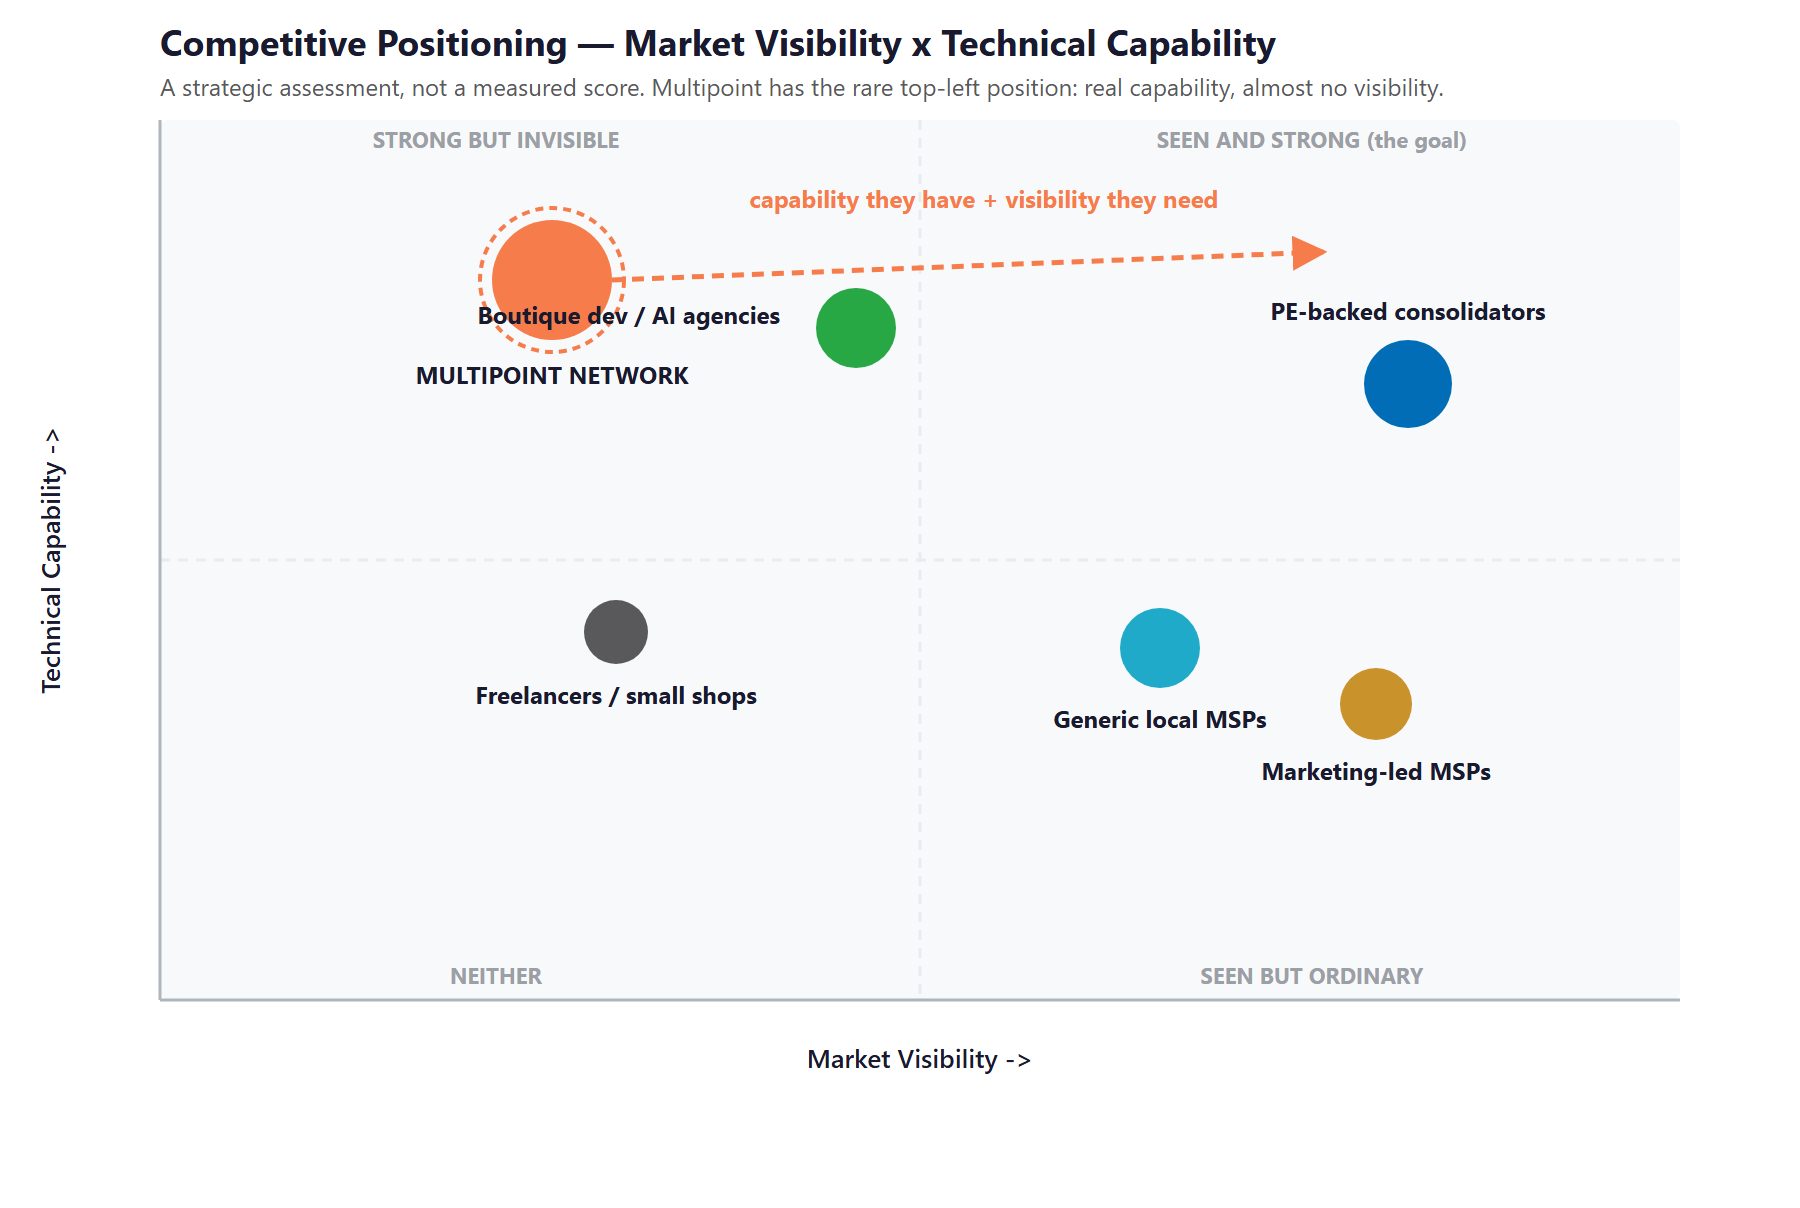 Competitive Positioning — Market Visibility x Technical Capability
A strategic assessment, not a measured score. Multipoint has the rare top-left position: real capability, almost no visibility.
STRONG BUT INVISIBLE
SEEN AND STRONG (the goal)
capability they have + visibility they need
Boutique dev / AI agencies
PE-backed consolidators
MULTIPOINT NETWORK
Technical Capability ->
Freelancers / small shops
Generic local MSPs
Marketing-led MSPs
NEITHER
SEEN BUT ORDINARY
Market Visibility ->